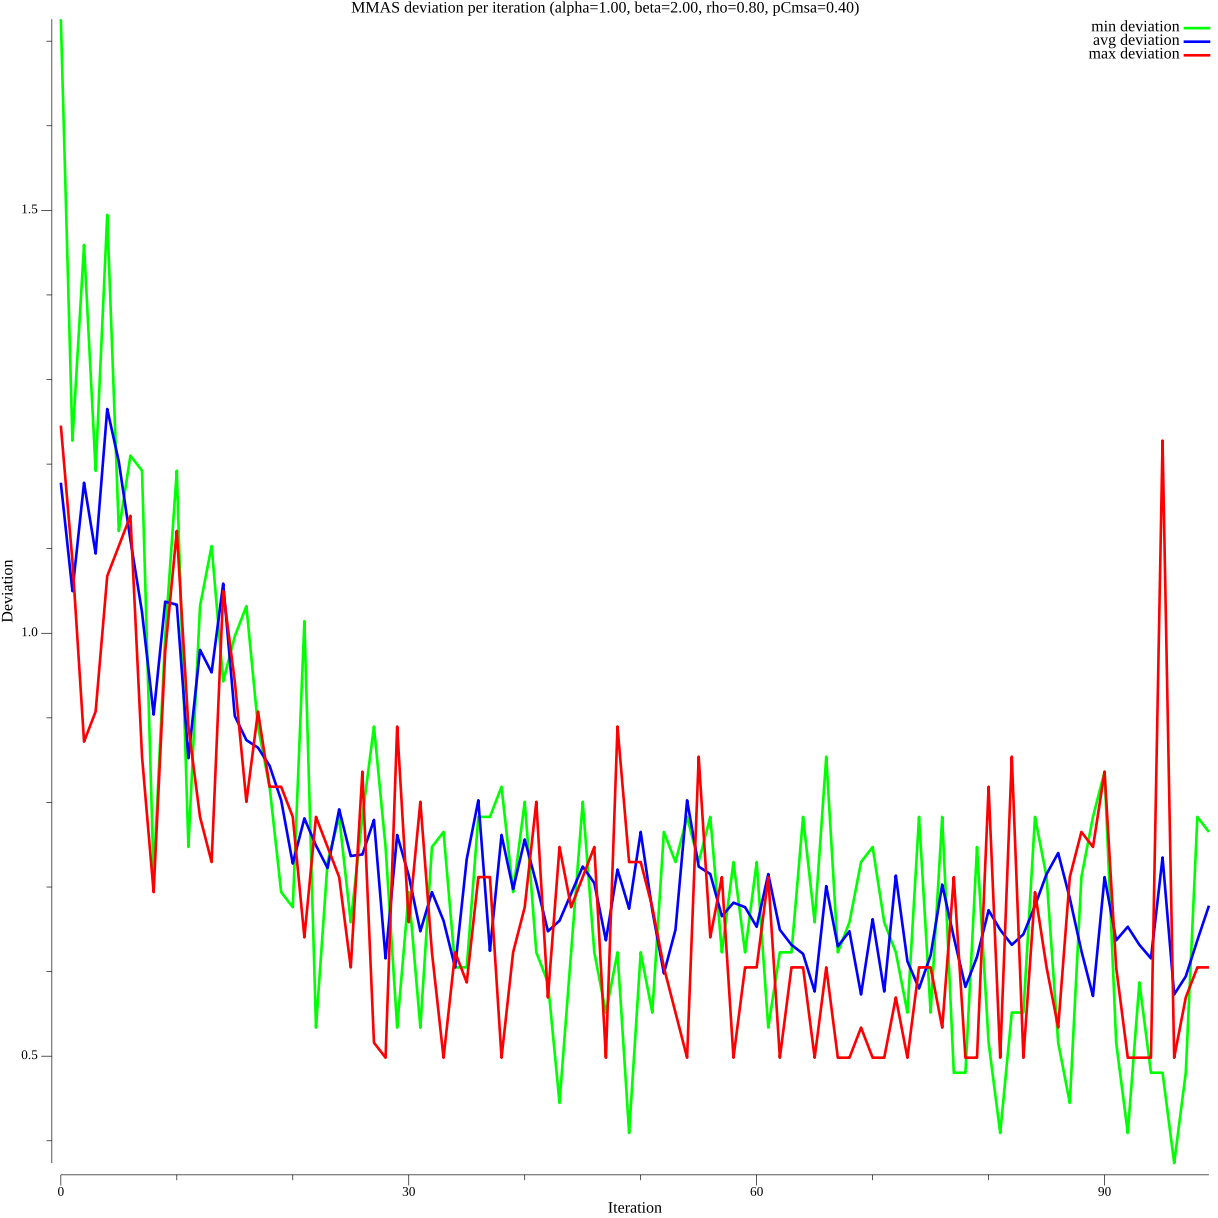 MMAS deviation per iteration (alpha=1.00, beta=2.00, rho=0.80, pCmsa=0.40)
min deviation
avg deviation
max deviation
1.5
1.0
0.5
Deviation
0
30
60
90
Iteration